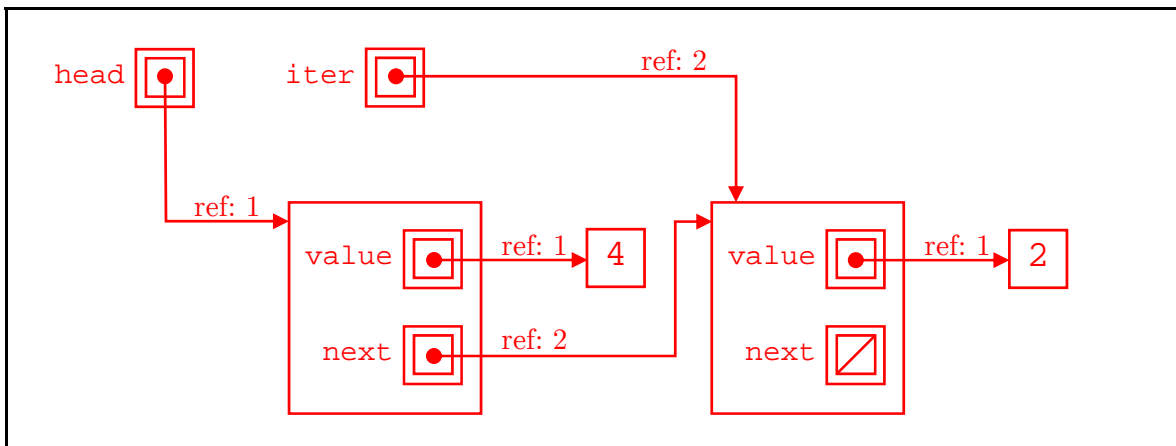 head iter ref: 2
ref: 1
value ref: 1 4 value ref: 1 2
next ref: 2 next